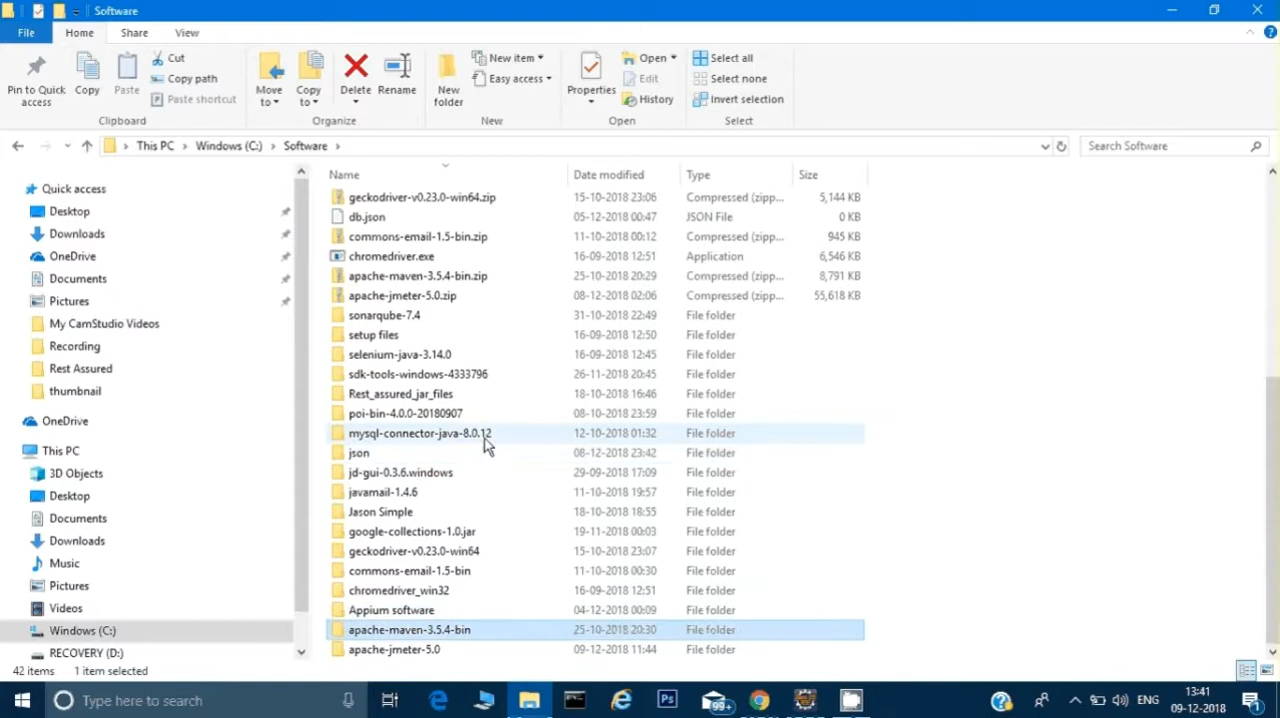 Software
File Home Share View
Pin to Quick access
Copy
Paste
Cut
Copy path
Paste shortcut
Move to
Copy to
Delete
Rename
New folder
New item
Easy access
Properties
Open
Edit
History
Select all
Select none
Invert selection
Clipboard Organize New Open Select
This PC Windows (C:) Software
Search Software
Quick access
Desktop
Downloads
OneDrive
Documents
Pictures
My CamStudio Videos
Recording
Rest Assured
thumbnail
OneDrive
This PC
3D Objects
Desktop
Documents
Downloads
Music
Pictures
Videos
Windows (C:)
RECOVERY (D:)
Name Date modified Type Size
geckodriver-v0.23.0-win64.zip 15-10-2018 23:06 Compressed (zipp... 5,144 KB
db.json 05-12-2018 00:47 JSON File 0 KB
commons-email-1.5-bin.zip 11-10-2018 00:12 Compressed (zipp... 945 KB
chromedriver.exe 16-09-2018 12:51 Application 6,546 KB
apache-maven-3.5.4-bin.zip 25-10-2018 20:29 Compressed (zipp... 8,791 KB
apache-jmeter-5.0.zip 08-12-2018 02:06 Compressed (zipp... 55,618 KB
sonarqube-7.4 31-10-2018 22:49 File folder
setup files 16-09-2018 12:50 File folder
selenium-java-3.14.0 16-09-2018 12:45 File folder
sdk-tools-windows-4333796 26-11-2018 20:45 File folder
Rest_assured_jar_files 18-10-2018 16:46 File folder
poi-bin-4.0.0-20180907 08-10-2018 23:59 File folder
mysql-connector-java-8.0.12 12-10-2018 01:32 File folder
json 08-12-2018 23:42 File folder
jd-gui-0.3.6.windows 29-09-2018 17:09 File folder
javamail-1.4.6 11-10-2018 19:57 File folder
Jason Simple 18-10-2018 18:55 File folder
google-collections-1.0.jar 19-11-2018 00:03 File folder
geckodriver-v0.23.0-win64 15-10-2018 23:07 File folder
commons-email-1.5-bin 11-10-2018 00:30 File folder
chromedriver_win32 16-09-2018 12:51 File folder
Appium software 04-12-2018 00:09 File folder
apache-maven-3.5.4-bin 25-10-2018 20:30 File folder
apache-jmeter-5.0 09-12-2018 11:44 File folder
42 items 1 item selected
Type here to search
Ps
99+
ENG
13:41
09-12-2018
1